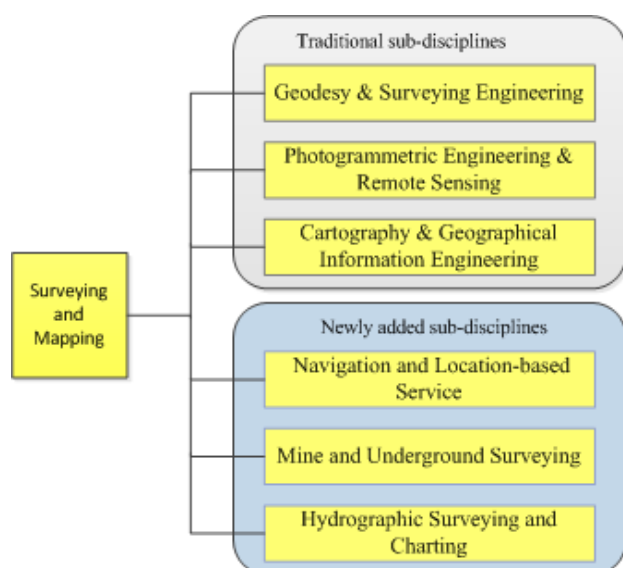 Traditional sub-disciplines
Geodesy & Surveying Engineering
Photogrammetric Engineering &
Remote Sensing
Cartography & Geographical
Information Engineering
Surveying
and
Mapping
Newly added sub-disciplines
Navigation and Location-based
Service
Mine and Underground Surveying
Hydrographic Surveying and
Charting